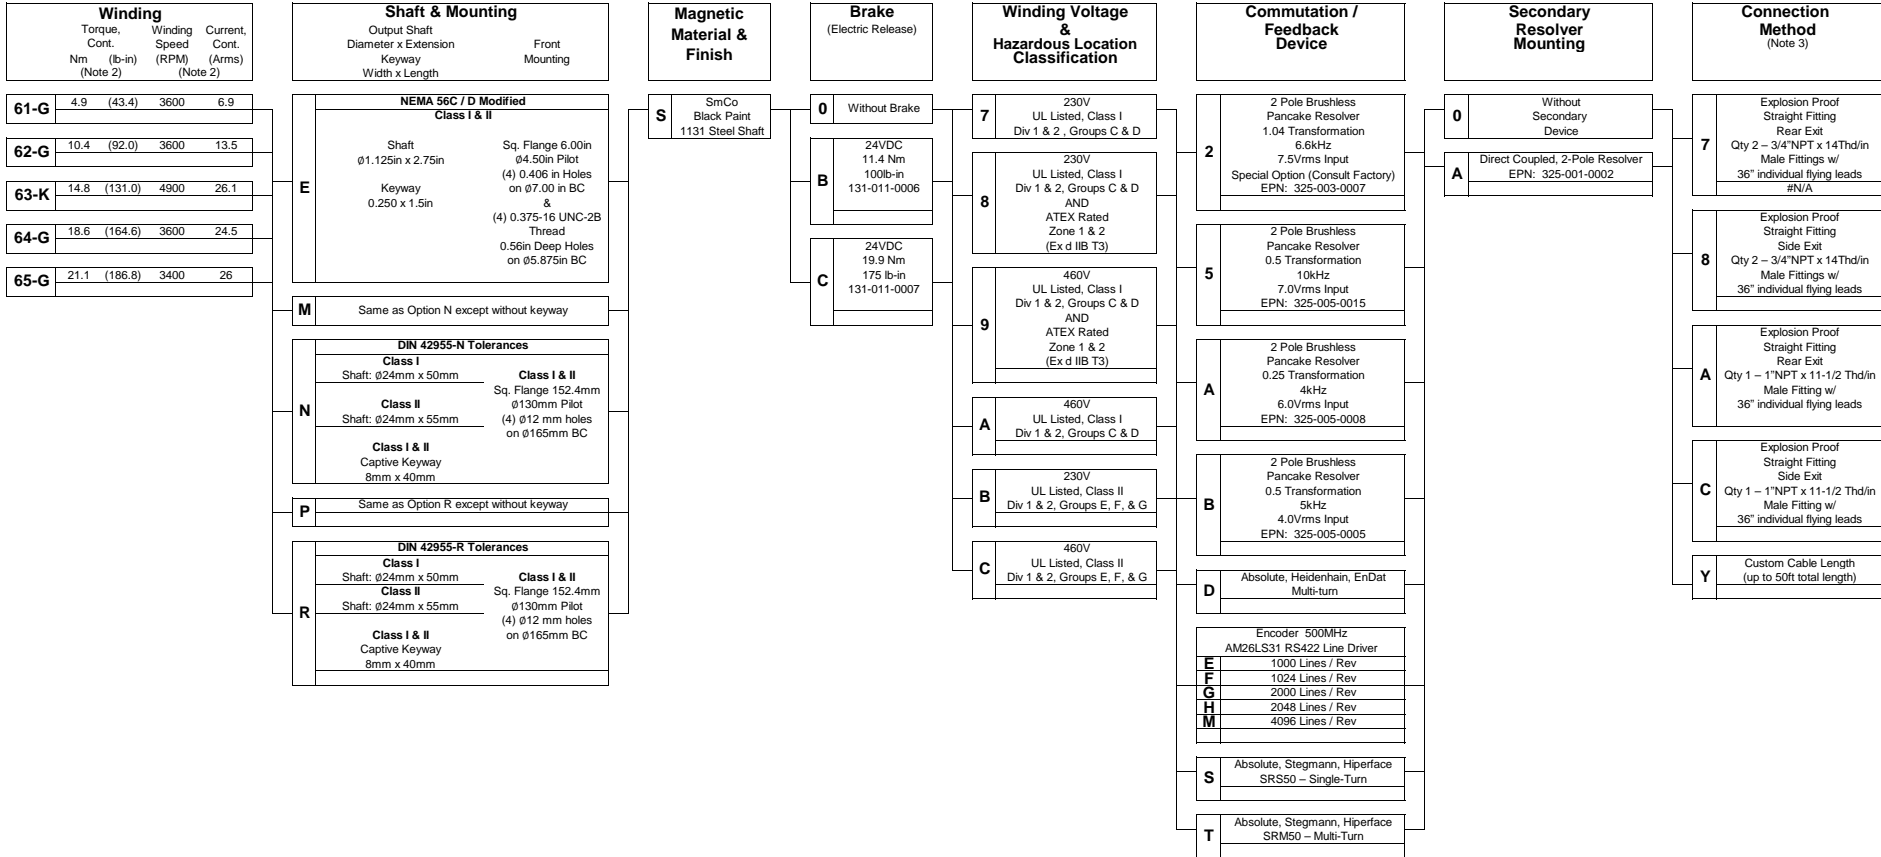 Winding
Torque, Cont. Winding Speed Current, Cont.
Nm (lb-in) (RPM) (Arms)
(Note 2) (Note 2)
61-G 4.9 (43.4) 3600 6.9
62-G 10.4 (92.0) 3600 13.5
63-K 14.8 (131.0) 4900 26.1
64-G 18.6 (164.6) 3600 24.5
65-G 21.1 (186.8) 3400 26
Shaft & Mounting
Output Shaft
Diameter x Extension
Keyway
Width x Length
Front
Mounting
E
NEMA 56C / D Modified
Class I & II
Shaft
Ø1.125in x 2.75in
Keyway
0.250 x 1.5in
Sq. Flange 6.00in
Ø4.50in Pilot
(4) 0.406 in Holes
on Ø7.00 in BC
&
(4) 0.375-16 UNC-2B
Thread
0.56in Deep Holes
on Ø5.875in BC
M
Same as Option N except without keyway
N
DIN 42955-N Tolerances
Class I
Shaft: Ø24mm x 50mm
Class II
Shaft: Ø24mm x 55mm
Class I & II
Captive Keyway
8mm x 40mm
Class I & II
Sq. Flange 152.4mm
Ø130mm Pilot
(4) Ø12 mm holes
on Ø165mm BC
P
Same as Option R except without keyway
R
DIN 42955-R Tolerances
Class I
Shaft: Ø24mm x 50mm
Class II
Shaft: Ø24mm x 55mm
Class I & II
Captive Keyway
8mm x 40mm
Class I & II
Sq. Flange 152.4mm
Ø130mm Pilot
(4) Ø12 mm holes
on Ø165mm BC
Magnetic
Material &
Finish
S
SmCo
Black Paint
1131 Steel Shaft
Brake
(Electric Release)
0
Without Brake
B
24VDC
11.4 Nm
100lb-in
131-011-0006
C
24VDC
19.9 Nm
175 lb-in
131-011-0007
Winding Voltage
&
Hazardous Location
Classification
7
230V
UL Listed, Class I
Div 1 & 2 , Groups C & D
8
230V
UL Listed, Class I
Div 1 & 2, Groups C & D
AND
ATEX Rated
Zone 1 & 2
(Ex d IIB T3)
9
460V
UL Listed, Class I
Div 1 & 2, Groups C & D
AND
ATEX Rated
Zone 1 & 2
(Ex d IIB T3)
A
460V
UL Listed, Class I
Div 1 & 2, Groups C & D
B
230V
UL Listed, Class II
Div 1 & 2, Groups E, F, & G
C
460V
UL Listed, Class II
Div 1 & 2, Groups E, F, & G
Commutation /
Feedback
Device
2
2 Pole Brushless
Pancake Resolver
1.04 Transformation
6.6kHz
7.5Vrms Input
Special Option (Consult Factory)
EPN: 325-003-0007
5
2 Pole Brushless
Pancake Resolver
0.5 Transformation
10kHz
7.0Vrms Input
EPN: 325-005-0015
A
2 Pole Brushless
Pancake Resolver
0.25 Transformation
4kHz
6.0Vrms Input
EPN: 325-005-0008
B
2 Pole Brushless
Pancake Resolver
0.5 Transformation
5kHz
4.0Vrms Input
EPN: 325-005-0005
D
Absolute, Heidenhain, EnDat
Multi-turn
Encoder 500MHz
AM26LS31 RS422 Line Driver
E 1000 Lines / Rev
F 1024 Lines / Rev
G 2000 Lines / Rev
H 2048 Lines / Rev
M 4096 Lines / Rev
S
Absolute, Stegmann, Hiperface
SRS50 – Single-Turn
T
Absolute, Stegmann, Hiperface
SRM50 – Multi-Turn
Secondary
Resolver
Mounting
0
Without
Secondary
Device
A
Direct Coupled, 2-Pole Resolver
EPN: 325-001-0002
Connection
Method
(Note 3)
7
Explosion Proof
Straight Fitting
Rear Exit
Qty 2 – 3/4"NPT x 14Thd/in
Male Fittings w/
36" individual flying leads
#N/A
8
Explosion Proof
Straight Fitting
Side Exit
Qty 2 – 3/4"NPT x 14Thd/in
Male Fittings w/
36" individual flying leads
A
Explosion Proof
Straight Fitting
Rear Exit
Qty 1 – 1"NPT x 11-1/2 Thd/in
Male Fitting w/
36" individual flying leads
C
Explosion Proof
Straight Fitting
Side Exit
Qty 1 – 1"NPT x 11-1/2 Thd/in
Male Fitting w/
36" individual flying leads
Y
Custom Cable Length
(up to 50ft total length)